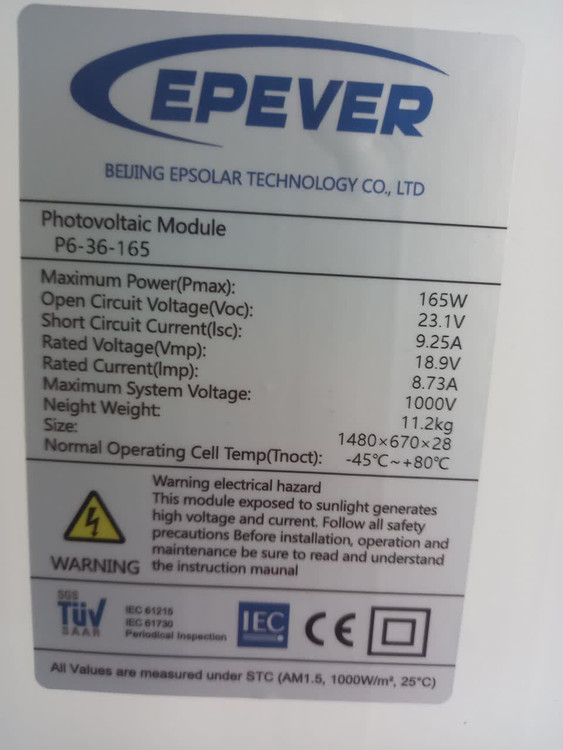 EPEVER
BEIJING EPSOLAR TECHNOLOGY CO., LTD
Photovoltaic Module
P6-36-165
Maximum Power(Pmax): 165W
Open Circuit Voltage(Voc): 23.1V
Short Circuit Current(Isc): 9.25A
Rated Voltage(Vmp): 18.9V
Rated Current(Imp): 8.73A
Maximum System Voltage: 1000V
Neight Weight: 11.2kg
Size: 1480×670×28
Normal Operating Cell Temp(Tnoct): -45℃~+80℃
Warning electrical hazard
This module exposed to sunlight generates
high voltage and current. Follow all safety
precautions Before installation, operation and
maintenance be sure to read and understand
the instruction maunal
WARNING
SGS
TÜV
SAAR
IEC 61215
IEC 61730
Periodical Inspection
IEC
CE
All Values are measured under STC (AM1.5, 1000W/m², 25°C)